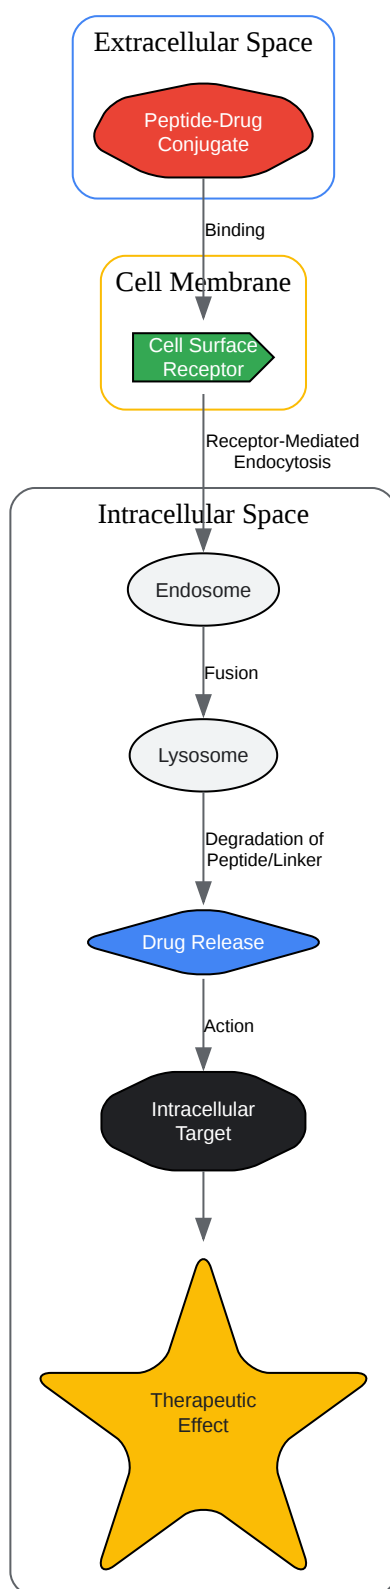 Extracellular Space
Peptide-Drug
Conjugate
Binding
Cell Membrane
Cell Surface
Receptor
Receptor-Mediated
Endocytosis
Intracellular Space
Endosome
Fusion
Lysosome
Degradation of
Peptide/Linker
Drug Release
Action
Intracellular
Target
Therapeutic
Effect